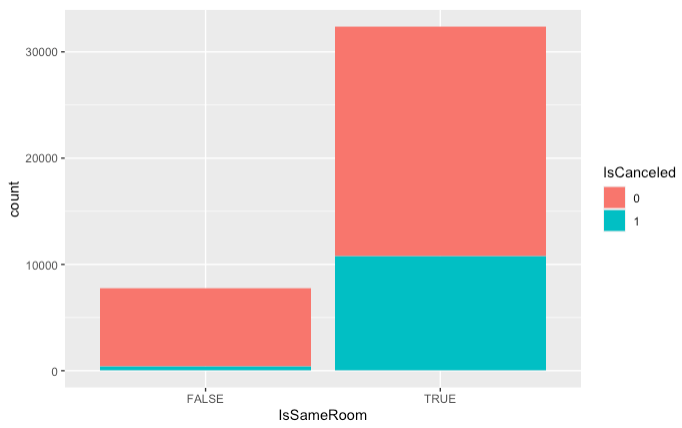 30000
20000
10000
0
count
FALSE
TRUE
IsSameRoom
IsCanceled
0
1